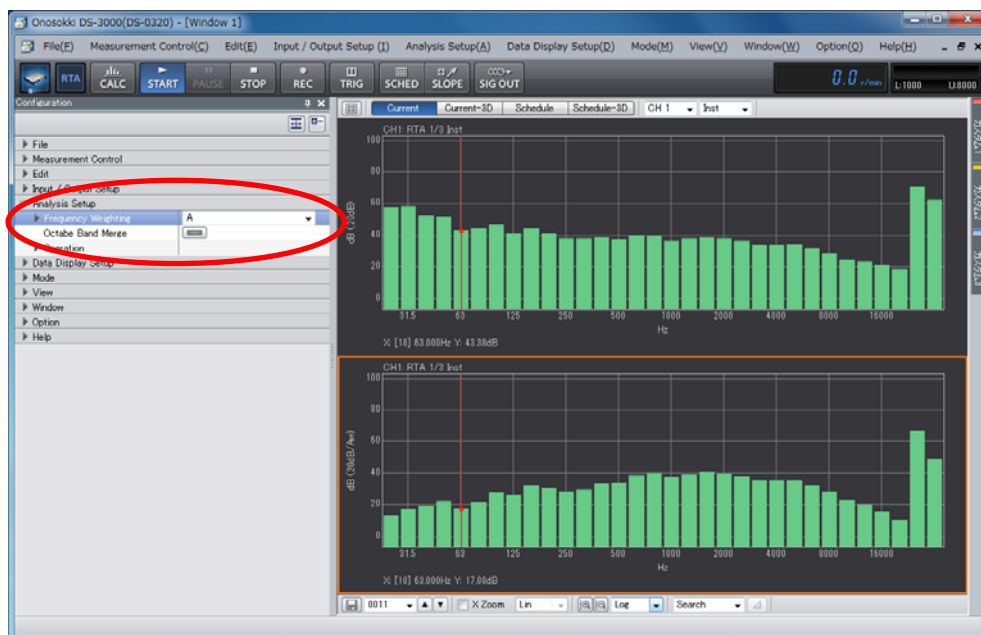 Onosokki DS-3000(DS-0320) - [Window 1]
File(F) Measurement Control(C) Edit(E) Input / Output Setup (I) Analysis Setup(A) Data Display Setup(D) Mode(M) View(V) Window(W) Option(O) Help(H)
RTA CALC START PAUSE STOP REC TRIG SCHED SLOPE SIG OUT 0.0 r/min L:1000 U:8000
Configuration
Current Current-3D Schedule Schedule-3D CH 1 Inst
File
Measurement Control
Edit
Input / Output Setup
Analysis Setup
Frequency Weighting A
Octabe Band Merge
Operation
Data Display Setup
Mode
View
Window
Option
Help
CH1: RTA 1/3 Inst
100
80
60
40
20
0
dB (20dB)
31.5 63 125 250 500 1000 2000 4000 8000 16000
Hz
X: [18] 63.000Hz Y: 43.38dB
CH1: RTA 1/3 Inst
100
80
60
40
20
0
31.5 63 125 250 500 1000 2000 4000 8000 16000
Hz
X: [18] 63.000Hz Y: 17.98dB
0011 X Zoom Lin Log Search